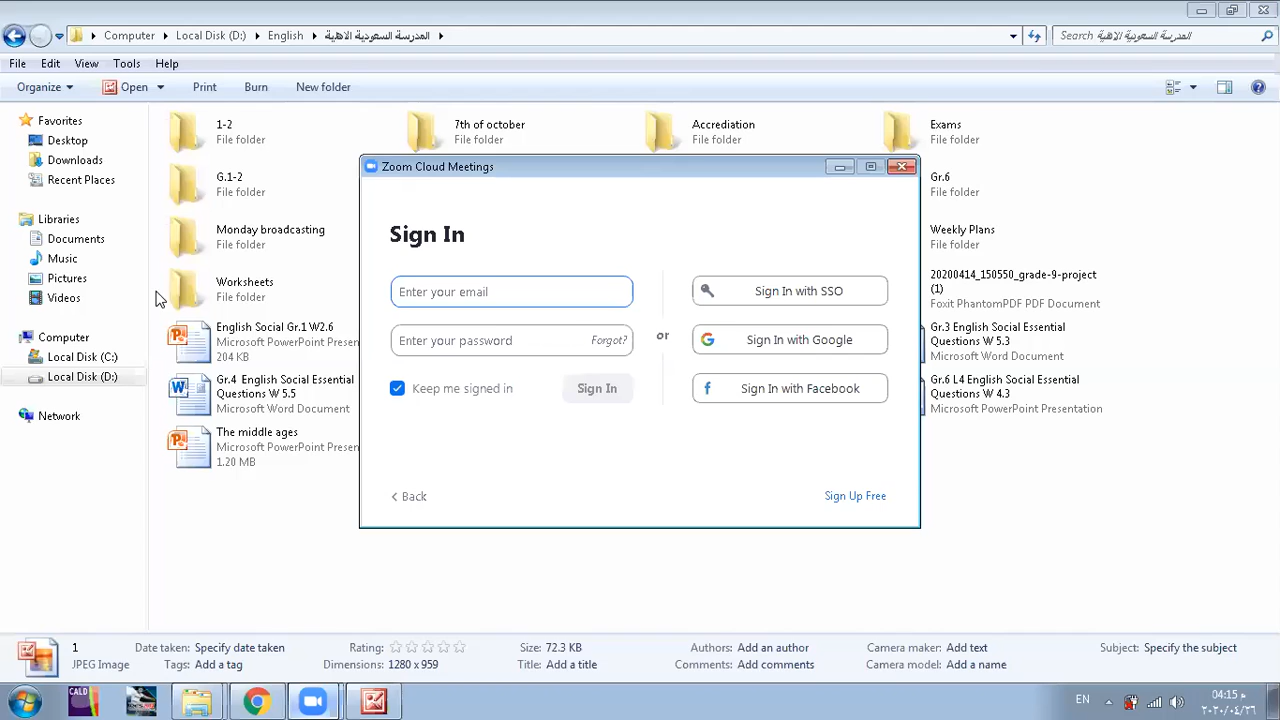 Computer
Local Disk (D:)
English
المدرسة السعودية الاهلية
Search المدرسة السعودية الاهلية
File
Edit
View
Tools
Help
Organize
Open
Print
Burn
New folder
Favorites
Desktop
Downloads
Recent Places
Libraries
Documents
Music
Pictures
Videos
Computer
Local Disk (C:)
Local Disk (D:)
Network
1-2
File folder
7th of october
File folder
Accrediation
File folder
Exams
File folder
G.1-2
File folder
Gr.6
File folder
Monday broadcasting
File folder
Weekly Plans
File folder
Worksheets
File folder
20200414_150550_grade-9-project
(1)
Foxit PhantomPDF PDF Document
English Social Gr.1 W2.6
Microsoft PowerPoint Presen
204 KB
Gr.3 English Social Essential
Questions W 5.3
Microsoft Word Document
Gr.4 English Social Essential
Questions W 5.5
Microsoft Word Document
Gr.6 L4 English Social Essential
Questions W 4.3
Microsoft PowerPoint Presentation
The middle ages
Microsoft PowerPoint Presen
1.20 MB
Zoom Cloud Meetings
Sign In
Enter your email
Enter your password
Forgot?
Keep me signed in
Sign In
or
Sign In with SSO
Sign In with Google
Sign In with Facebook
Back
Sign Up Free
1
JPEG Image
Date taken: Specify date taken
Tags: Add a tag
Rating:
Dimensions: 1280 x 959
Size: 72.3 KB
Title: Add a title
Authors: Add an author
Comments: Add comments
Camera maker: Add text
Camera model: Add a name
Subject: Specify the subject
CALD
EN
04:15 م
٢٠٢٠/٠٤/٢٦